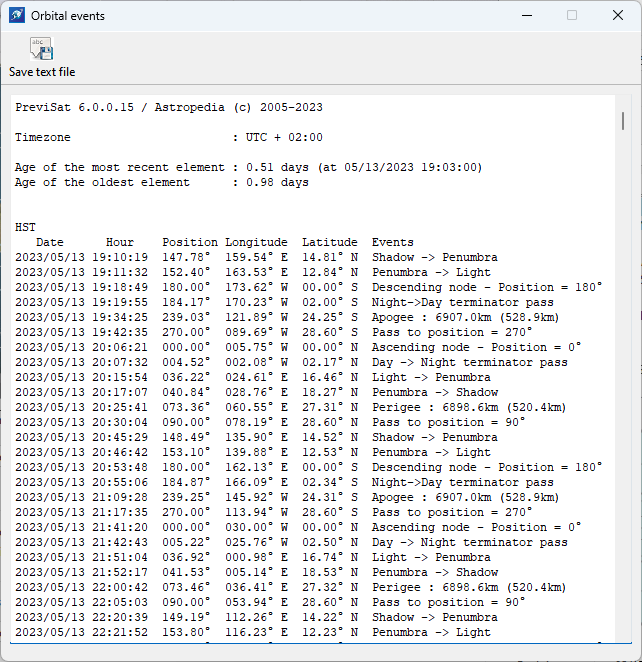 Orbital events
abc
Save text file
PreviSat 6.0.0.15 / Astropedia (c) 2005-2023
Timezone : UTC + 02:00
Age of the most recent element : 0.51 days (at 05/13/2023 19:03:00)
Age of the oldest element : 0.98 days
HST
Date Hour Position Longitude Latitude Events
2023/05/13 19:10:19 147.78° 159.54° E 14.81° N Shadow -> Penumbra
2023/05/13 19:11:32 152.40° 163.53° E 12.84° N Penumbra -> Light
2023/05/13 19:18:49 180.00° 173.62° W 00.00° S Descending node - Position = 180°
2023/05/13 19:19:55 184.17° 170.23° W 02.00° S Night->Day terminator pass
2023/05/13 19:34:25 239.03° 121.89° W 24.25° S Apogee : 6907.0km (528.9km)
2023/05/13 19:42:35 270.00° 089.69° W 28.60° S Pass to position = 270°
2023/05/13 20:06:21 000.00° 005.75° W 00.00° N Ascending node - Position = 0°
2023/05/13 20:07:32 004.52° 002.08° W 02.17° N Day -> Night terminator pass
2023/05/13 20:15:54 036.22° 024.61° E 16.46° N Light -> Penumbra
2023/05/13 20:17:07 040.84° 028.76° E 18.27° N Penumbra -> Shadow
2023/05/13 20:25:41 073.36° 060.55° E 27.31° N Perigee : 6898.6km (520.4km)
2023/05/13 20:30:04 090.00° 078.19° E 28.60° N Pass to position = 90°
2023/05/13 20:45:29 148.49° 135.90° E 14.52° N Shadow -> Penumbra
2023/05/13 20:46:42 153.10° 139.88° E 12.53° N Penumbra -> Light
2023/05/13 20:53:48 180.00° 162.13° E 00.00° S Descending node - Position = 180°
2023/05/13 20:55:06 184.87° 166.09° E 02.34° S Night->Day terminator pass
2023/05/13 21:09:28 239.25° 145.92° W 24.31° S Apogee : 6907.0km (528.9km)
2023/05/13 21:17:35 270.00° 113.94° W 28.60° S Pass to position = 270°
2023/05/13 21:41:20 000.00° 030.00° W 00.00° N Ascending node - Position = 0°
2023/05/13 21:42:43 005.22° 025.76° W 02.50° N Day -> Night terminator pass
2023/05/13 21:51:04 036.92° 000.98° E 16.74° N Light -> Penumbra
2023/05/13 21:52:17 041.53° 005.14° E 18.53° N Penumbra -> Shadow
2023/05/13 22:00:42 073.46° 036.41° E 27.32° N Perigee : 6898.6km (520.4km)
2023/05/13 22:05:03 090.00° 053.94° E 28.60° N Pass to position = 90°
2023/05/13 22:20:39 149.19° 112.26° E 14.22° N Shadow -> Penumbra
2023/05/13 22:21:52 153.80° 116.23° E 12.23° N Penumbra -> Light